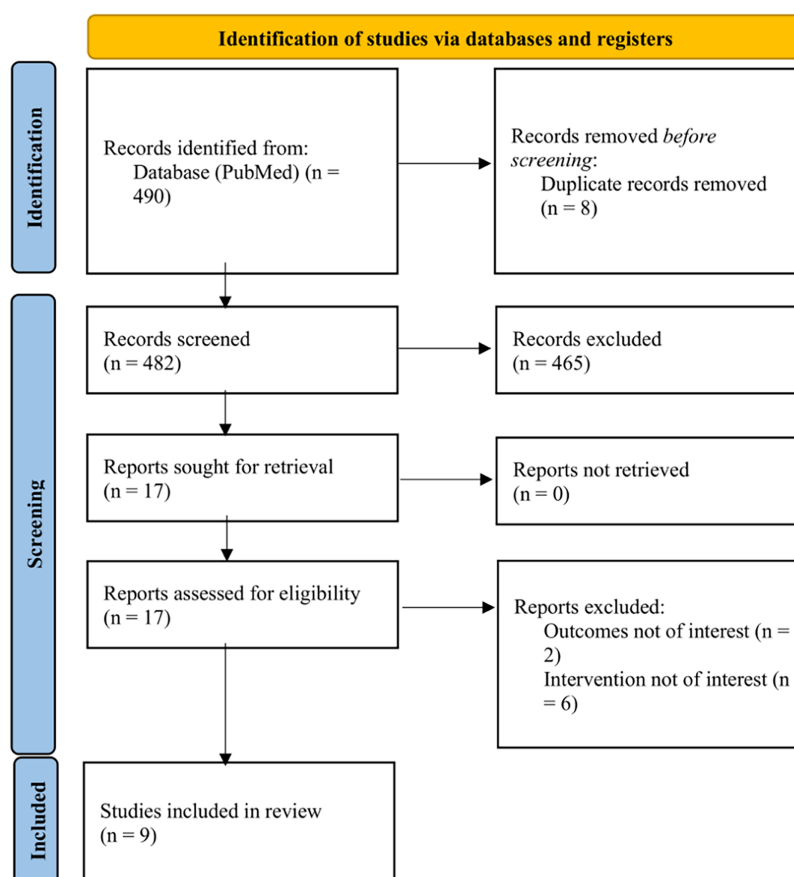 Identification of studies via databases and registers
Identification
Records identified from:
Database (PubMed) (n =
490)
Records removed before
screening:
Duplicate records removed
(n = 8)
Screening
Records screened
(n = 482)
Records excluded
(n = 465)
Reports sought for retrieval
(n = 17)
Reports not retrieved
(n = 0)
Reports assessed for eligibility
(n = 17)
Reports excluded:
Outcomes not of interest (n =
2)
Intervention not of interest (n
= 6)
Included
Studies included in review
(n = 9)